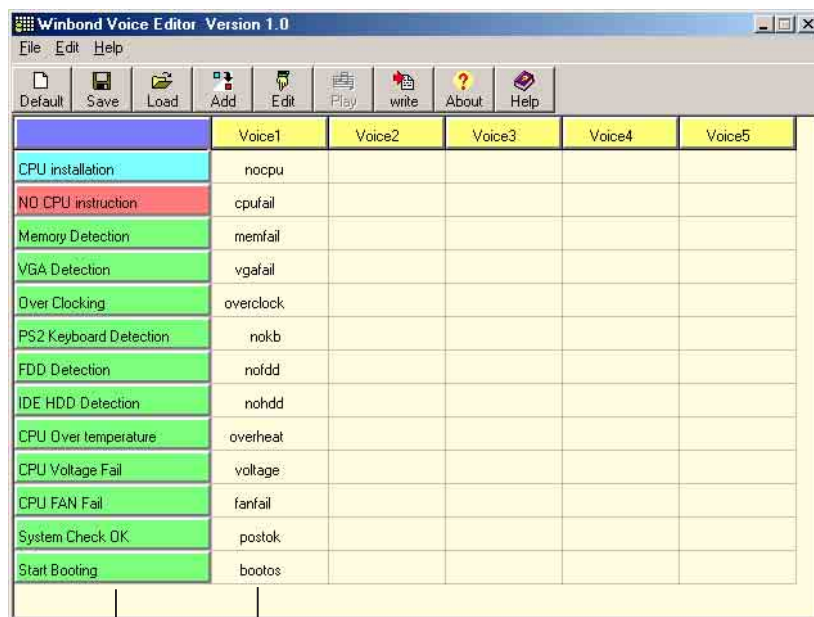 Winbond Voice Editor Version 1.0
File Edit Help
Default Save Load Add Edit Play write About Help
Voice1 Voice2 Voice3 Voice4 Voice5
CPU installation nocpu
NO CPU instruction cpufail
Memory Detection memfail
VGA Detection vgafail
Over Clocking overclock
PS2 Keyboard Detection nokb
FDD Detection nofdd
IDE HDD Detection nohdd
CPU Over temperature overheat
CPU Voltage Fail voltage
CPU FAN Fail fanfail
System Check OK postok
Start Booting bootos